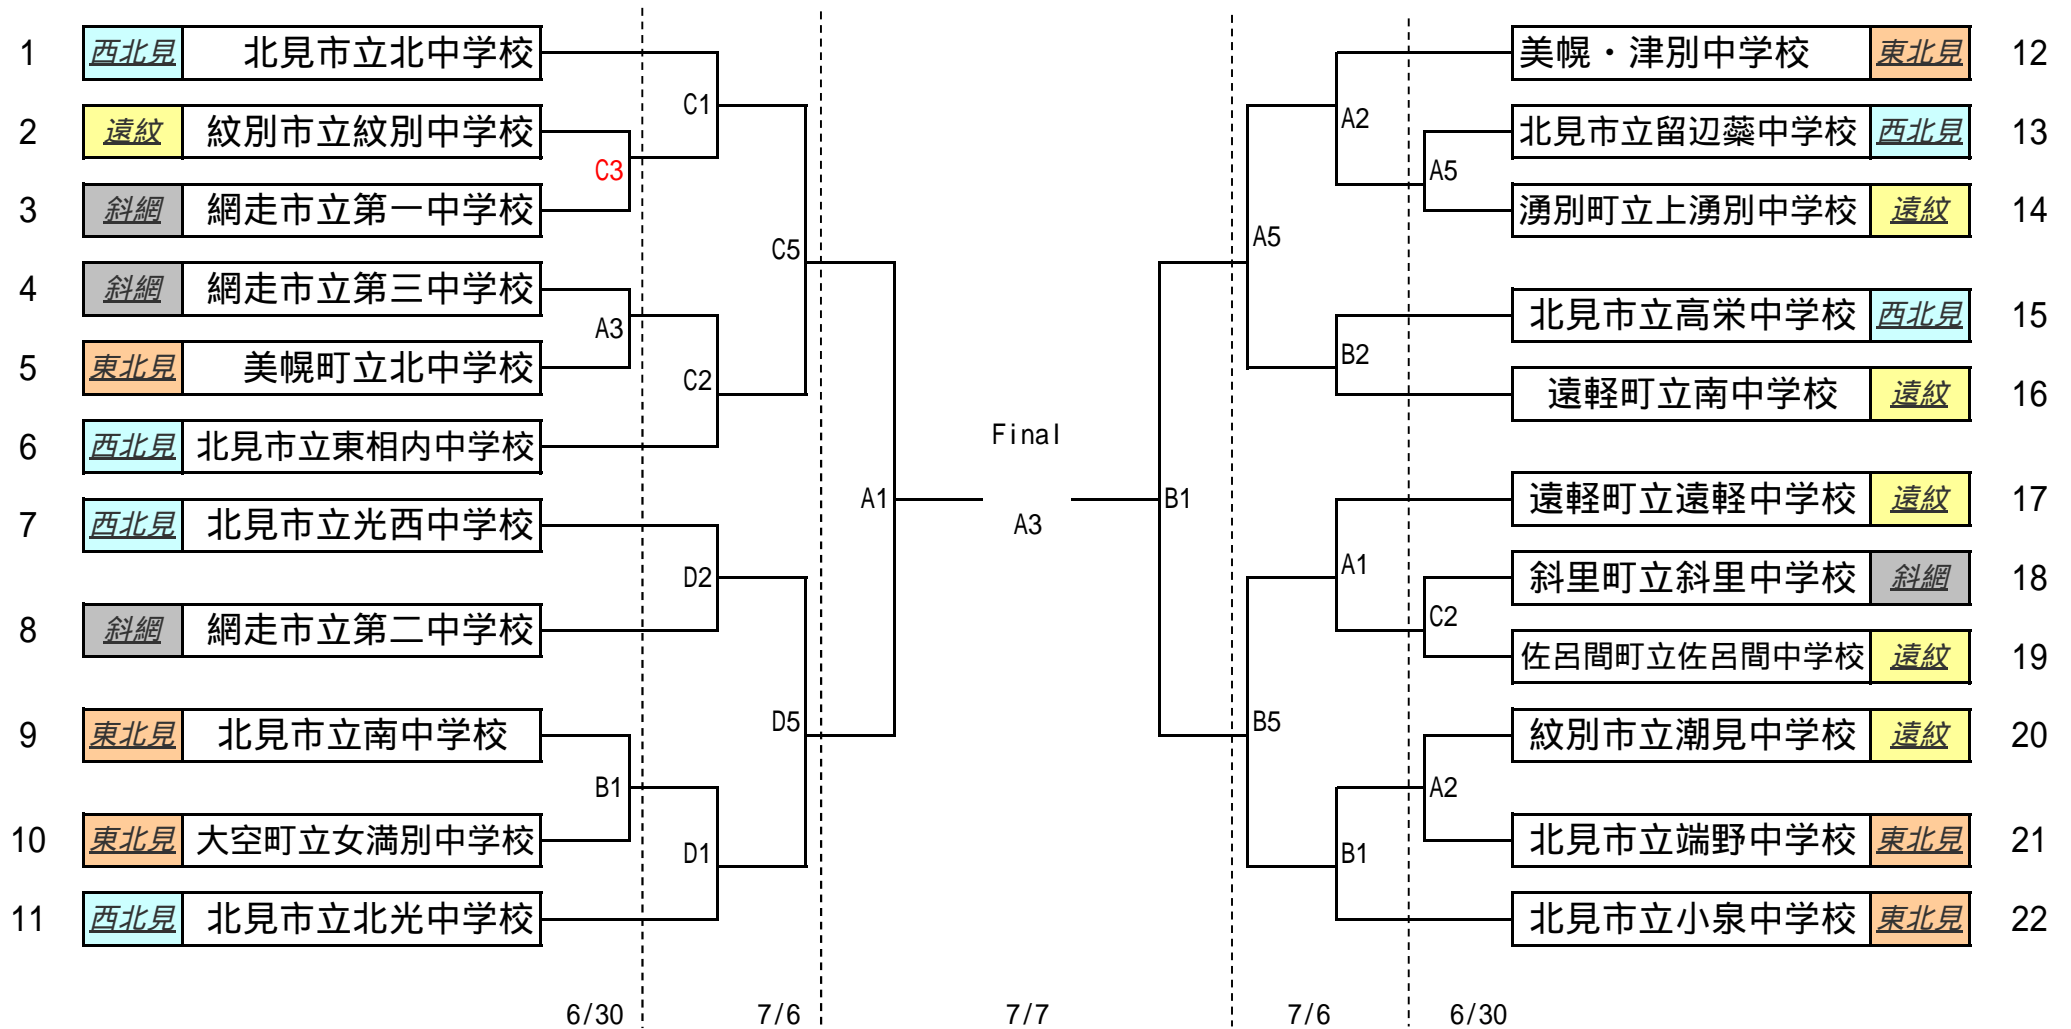 1 西北見 北見市立北中学校
2 遠紋 紋別市立紋別中学校
3 斜網 網走市立第一中学校
4 斜網 網走市立第三中学校
5 東北見 美幌町立北中学校
6 西北見 北見市立東相内中学校
7 西北見 北見市立光西中学校
8 斜網 網走市立第二中学校
9 東北見 北見市立南中学校
10 東北見 大空町立女満別中学校
11 西北見 北見市立北光中学校
C3
A3
B1
C1
C2
D2
D1
C5
D5
A1
Final
A3
B1
A5
B5
A2
B2
A1
B1
A5
C2
A2
美幌・津別中学校 東北見 12
北見市立留辺蘂中学校 西北見 13
湧別町立上湧別中学校 遠紋 14
北見市立高栄中学校 西北見 15
遠軽町立南中学校 遠紋 16
遠軽町立遠軽中学校 遠紋 17
斜里町立斜里中学校 斜網 18
佐呂間町立佐呂間中学校 遠紋 19
紋別市立潮見中学校 遠紋 20
北見市立端野中学校 東北見 21
北見市立小泉中学校 東北見 22
6/30 7/6 7/7 7/6 6/30